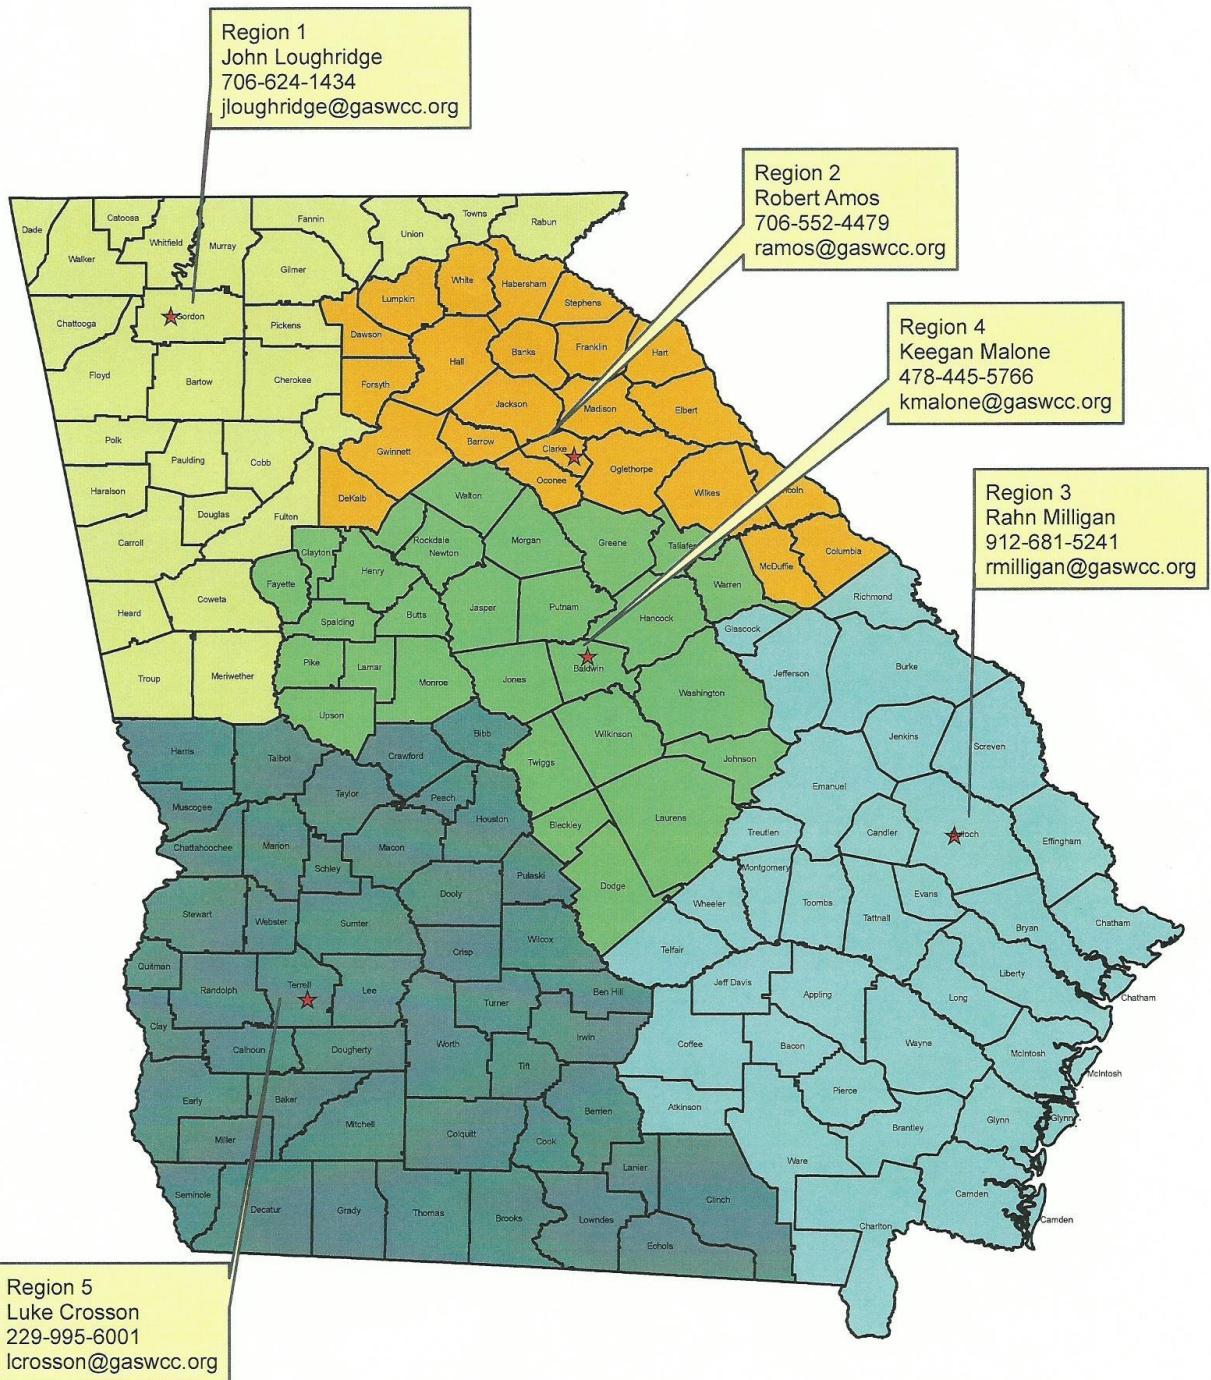 Region 1
John Loughridge
706-624-1434
jloughridge@gaswcc.org
Region 2
Robert Amos
706-552-4479
ramos@gaswcc.org
Region 4
Keegan Malone
478-445-5766
kmalone@gaswcc.org
Region 3
Rahn Milligan
912-681-5241
rmilligan@gaswcc.org
Region 5
Luke Crosson
229-995-6001
lcrosson@gaswcc.org
Dade
Catoosa
Walker
Whitfield
Murray
Fannin
Gilmer
Union
Towns
Rabun
Chattooga
Gordon
Pickens
Floyd
Bartow
Cherokee
Polk
Paulding
Cobb
Haralson
Douglas
Fulton
Carroll
Heard
Coweta
Troup
Meriwether
Lumpkin
White
Habersham
Stephens
Dawson
Hall
Banks
Franklin
Hart
Forsyth
Jackson
Madison
Elbert
Gwinnett
Barrow
Clarke
Oconee
Oglethorpe
Wilkes
DeKalb
McDuffie
Columbia
Walton
Rockdale
Newton
Morgan
Greene
Clayton
Henry
Fayette
Spalding
Butts
Jasper
Putnam
Hancock
Warren
Pike
Lamar
Monroe
Jones
Baldwin
Washington
Upson
Twiggs
Wilkinson
Johnson
Bleckley
Laurens
Dodge
Richmond
Glascock
Jefferson
Burke
Jenkins
Screven
Emanuel
Treutlen
Candler
Effingham
Montgomery
Wheeler
Toombs
Tattnall
Evans
Bryan
Chatham
Telfair
Jeff Davis
Appling
Long
Liberty
Chatham
Coffee
Bacon
Wayne
McIntosh
McIntosh
Atkinson
Pierce
Brantley
Glynn
Glynn
Ware
Charlton
Camden
Camden
Harris
Talbot
Crawford
Bibb
Muscogee
Taylor
Peach
Houston
Chattahoochee
Marion
Schley
Macon
Pulaski
Stewart
Webster
Sumter
Dooly
Crisp
Wilcox
Quitman
Randolph
Terrell
Lee
Turner
Ben Hill
Clay
Calhoun
Dougherty
Worth
Tift
Irwin
Early
Baker
Miller
Mitchell
Colquitt
Cook
Berrien
Lanier
Clinch
Seminole
Decatur
Grady
Thomas
Brooks
Lowndes
Echols